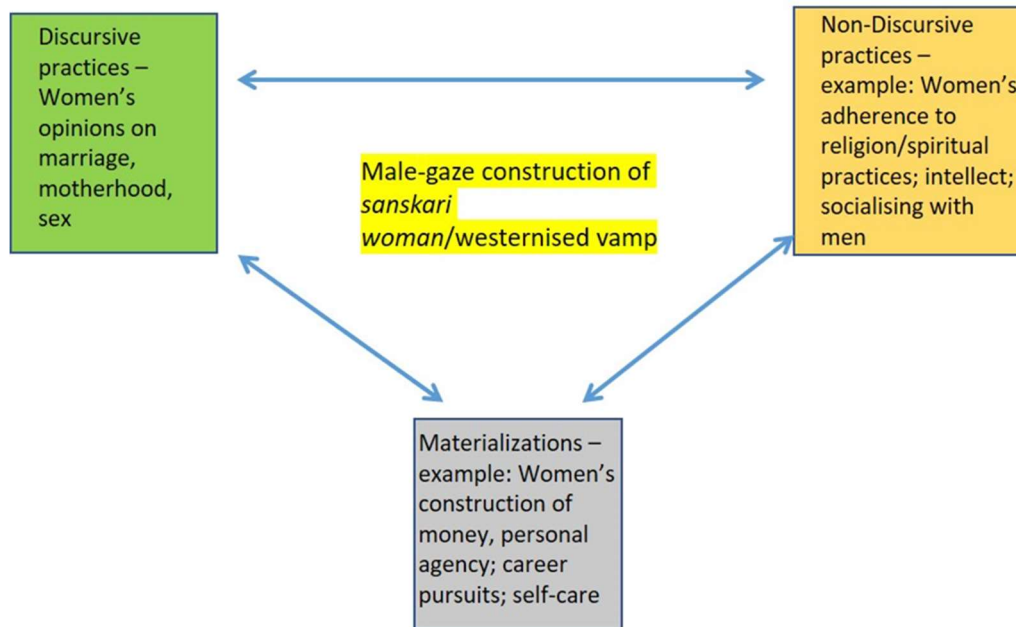 Discursive
practices –
Women's
opinions on
marriage,
motherhood,
sex
Non-Discursive
practices –
example: Women's
adherence to
religion/spiritual
practices; intellect;
socialising with
men
Male-gaze construction of
sanskari
woman/westernised vamp
Materializations –
example: Women's
construction of
money, personal
agency; career
pursuits; self-care